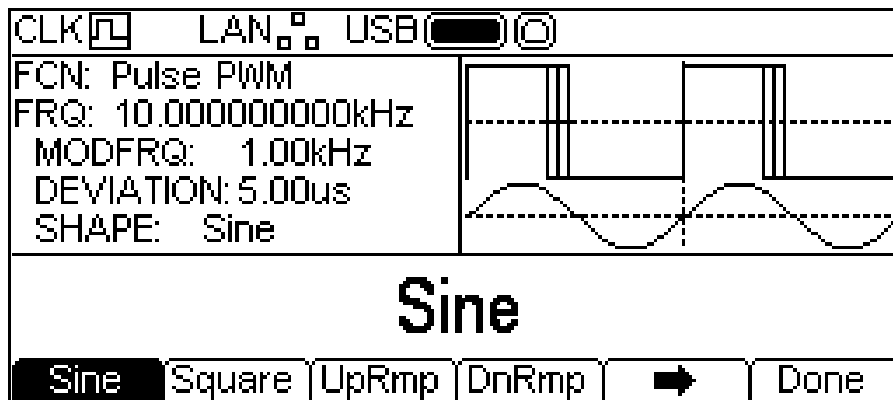 CLK LAN USB
FCN: Pulse PWM
FRQ: 10.000000000kHz
MODFRQ: 1.00kHz
DEVIATION: 5.00us
SHAPE: Sine
Sine
Sine Square UpRmp DnRmp Done